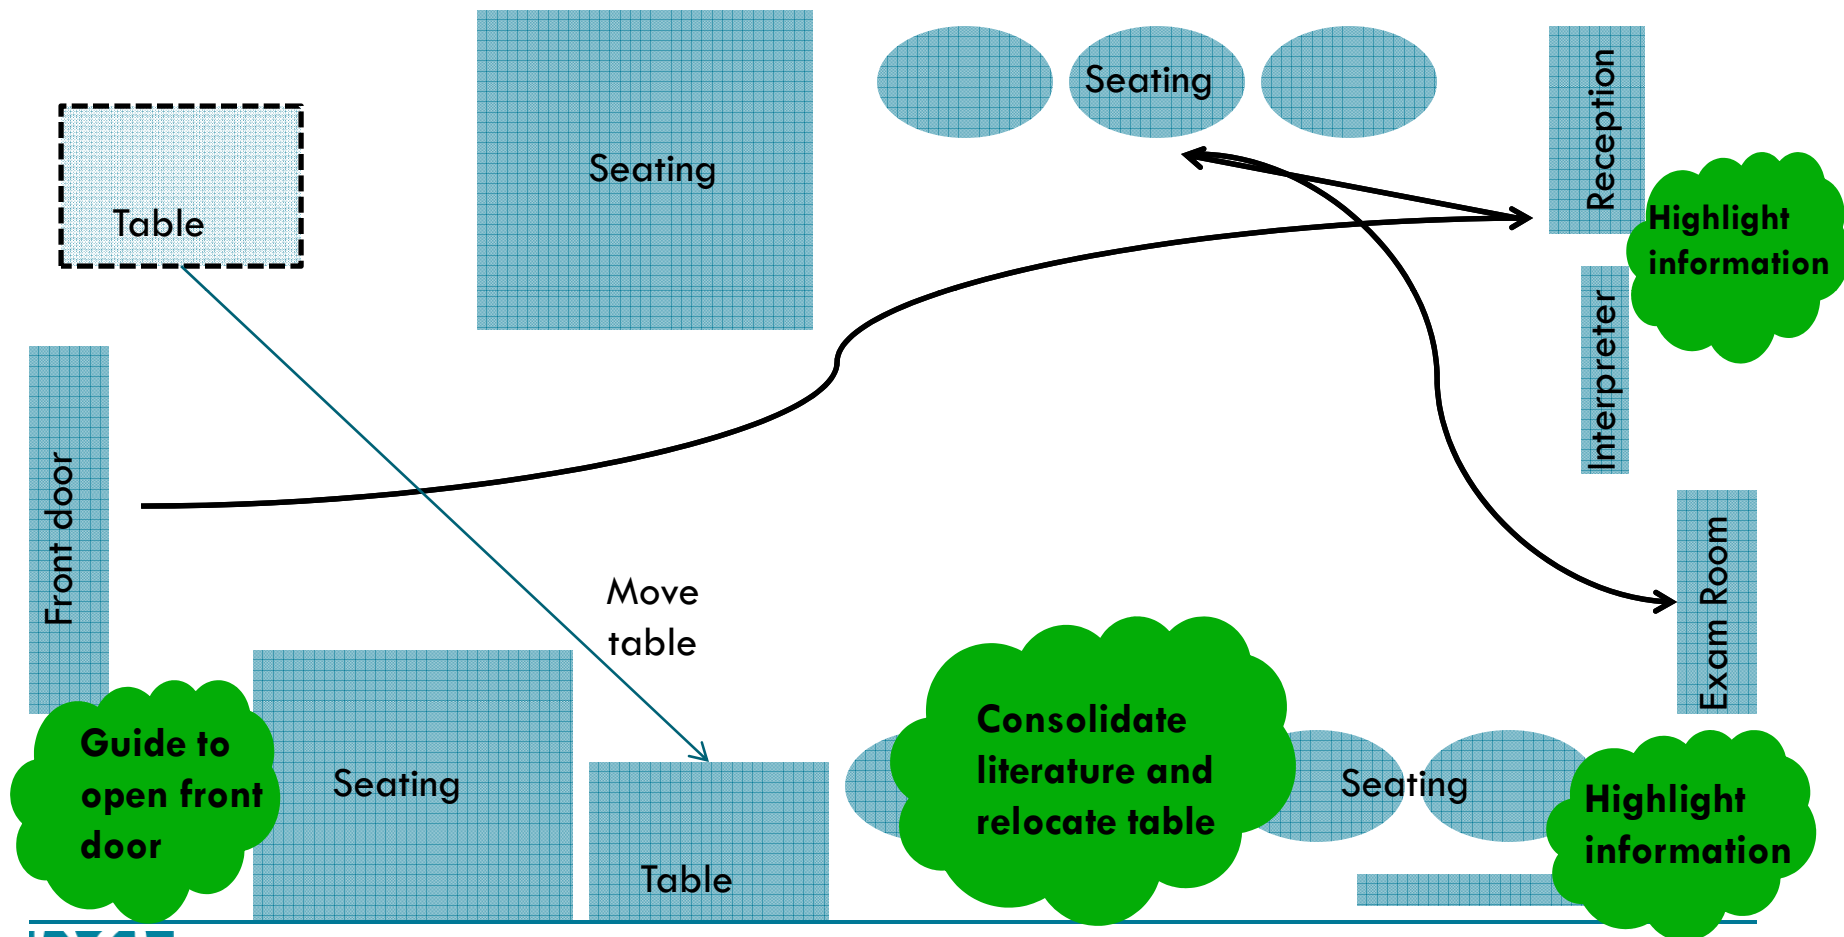 Seating
Seating
Reception
Table
Highlight
information
Interpreter
Front door
Exam Room
Move
table
Guide to
open front
door
Seating
Consolidate
literature and
relocate table
Seating
Highlight
information
Table